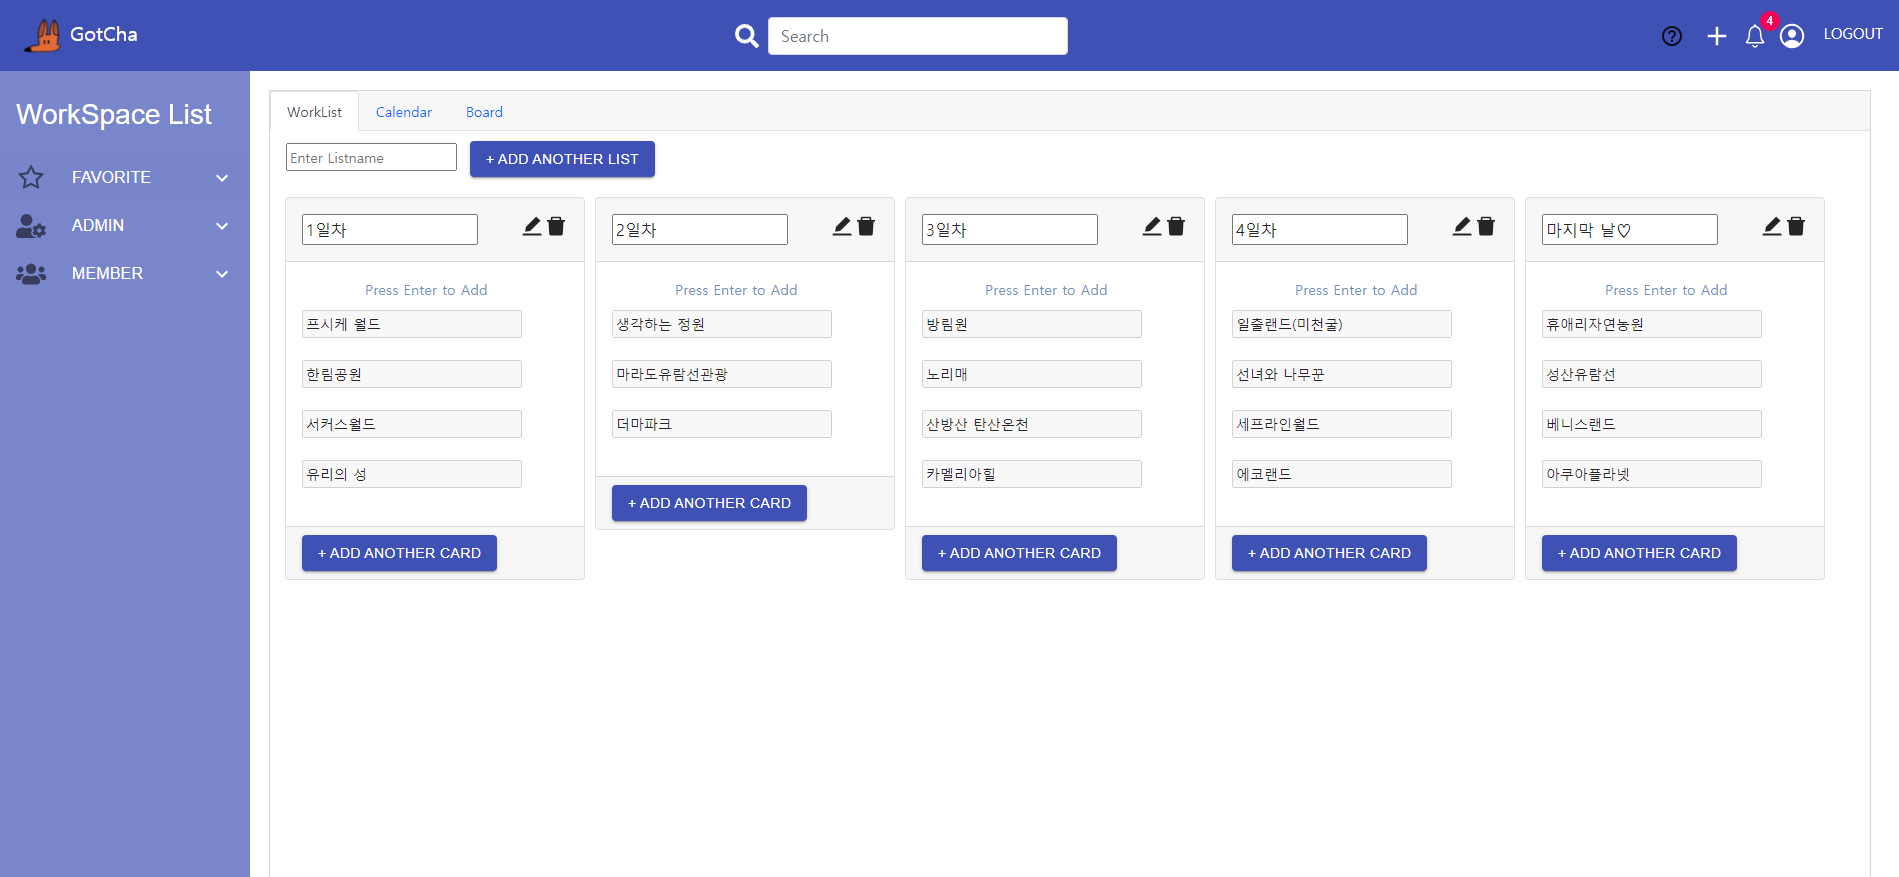 GotCha
Search
4
LOGOUT
WorkSpace List
FAVORITE
ADMIN
MEMBER
WorkList
Calendar
Board
Enter Listname
+ ADD ANOTHER LIST
1일차
Press Enter to Add
프시케 월드
한림공원
서커스월드
유리의 성
+ ADD ANOTHER CARD
2일차
Press Enter to Add
생각하는 정원
마라도유람선관광
더마파크
+ ADD ANOTHER CARD
3일차
Press Enter to Add
방림원
노리매
산방산 탄산온천
카멜리아힐
+ ADD ANOTHER CARD
4일차
Press Enter to Add
일출랜드(미천굴)
선녀와 나무꾼
세프라인월드
에코랜드
+ ADD ANOTHER CARD
마지막 날♡
Press Enter to Add
휴애리자연농원
성산유람선
베니스랜드
아쿠아플라넷
+ ADD ANOTHER CARD